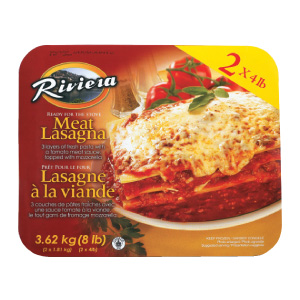 Riviera
2 x 4 lb
READY FOR THE OVEN
Meat
Lasagna
3 layers of fresh pasta with
a tomato meat sauce
topped with mozzarella
PRÊT POUR LE FOUR
Lasagne
à la viande
3 couches de pâtes fraîches avec
une sauce tomate à la viande
le tout garni de fromage mozzarella
3.62 kg (8 lb)
(2 x 1.81 kg) (2 x 4lb)